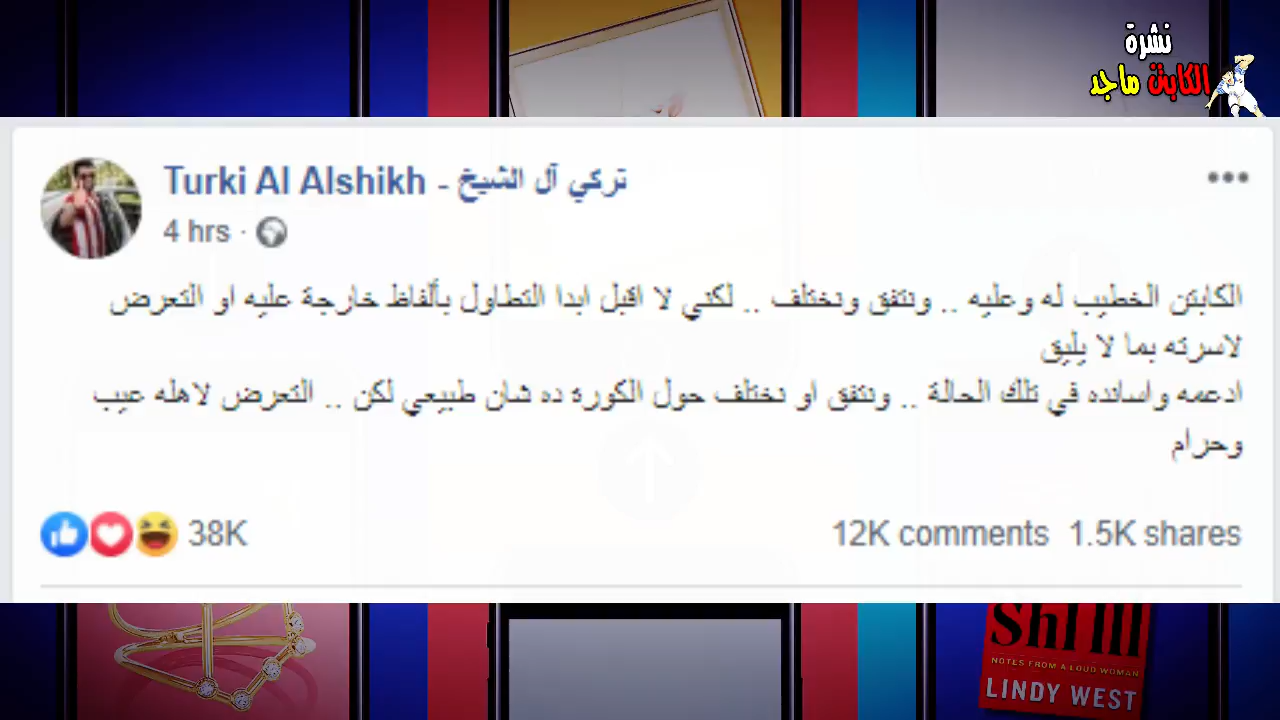 نشرة
الكابتن ماجد
Turki Al Alshikh - تركي آل الشيخ
4 hrs
الكابتن الخطيب له وعليه .. ونتفق ونختلف .. لكني لا اقبل ابدا التطاول بألفاظ خارجة عليه او التعرض
لاسرته بما لا يليق
ادعمه واسانده في تلك الحالة .. ونتفق او نختلف حول الكورة ده شان طبيعي لكن .. التعرض لاهله عيب
وحرام
38K
12K comments 1.5K shares
NOTES FROM A LOUD WOMAN
LINDY WEST